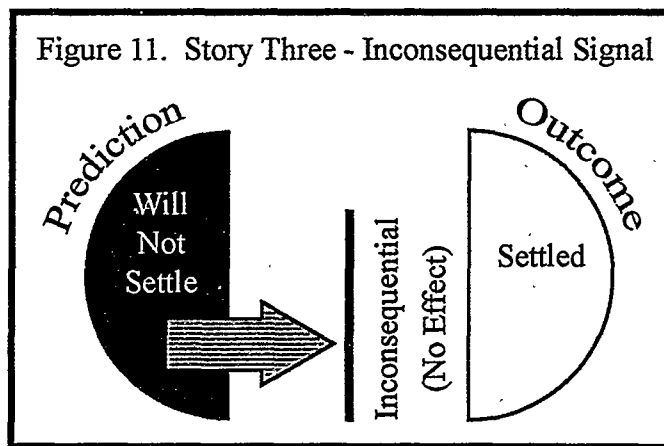 Figure 11. Story Three - Inconsequential Signal
Prediction
Will
Not
Settle
Inconsequential
(No Effect)
Outcome
Settled